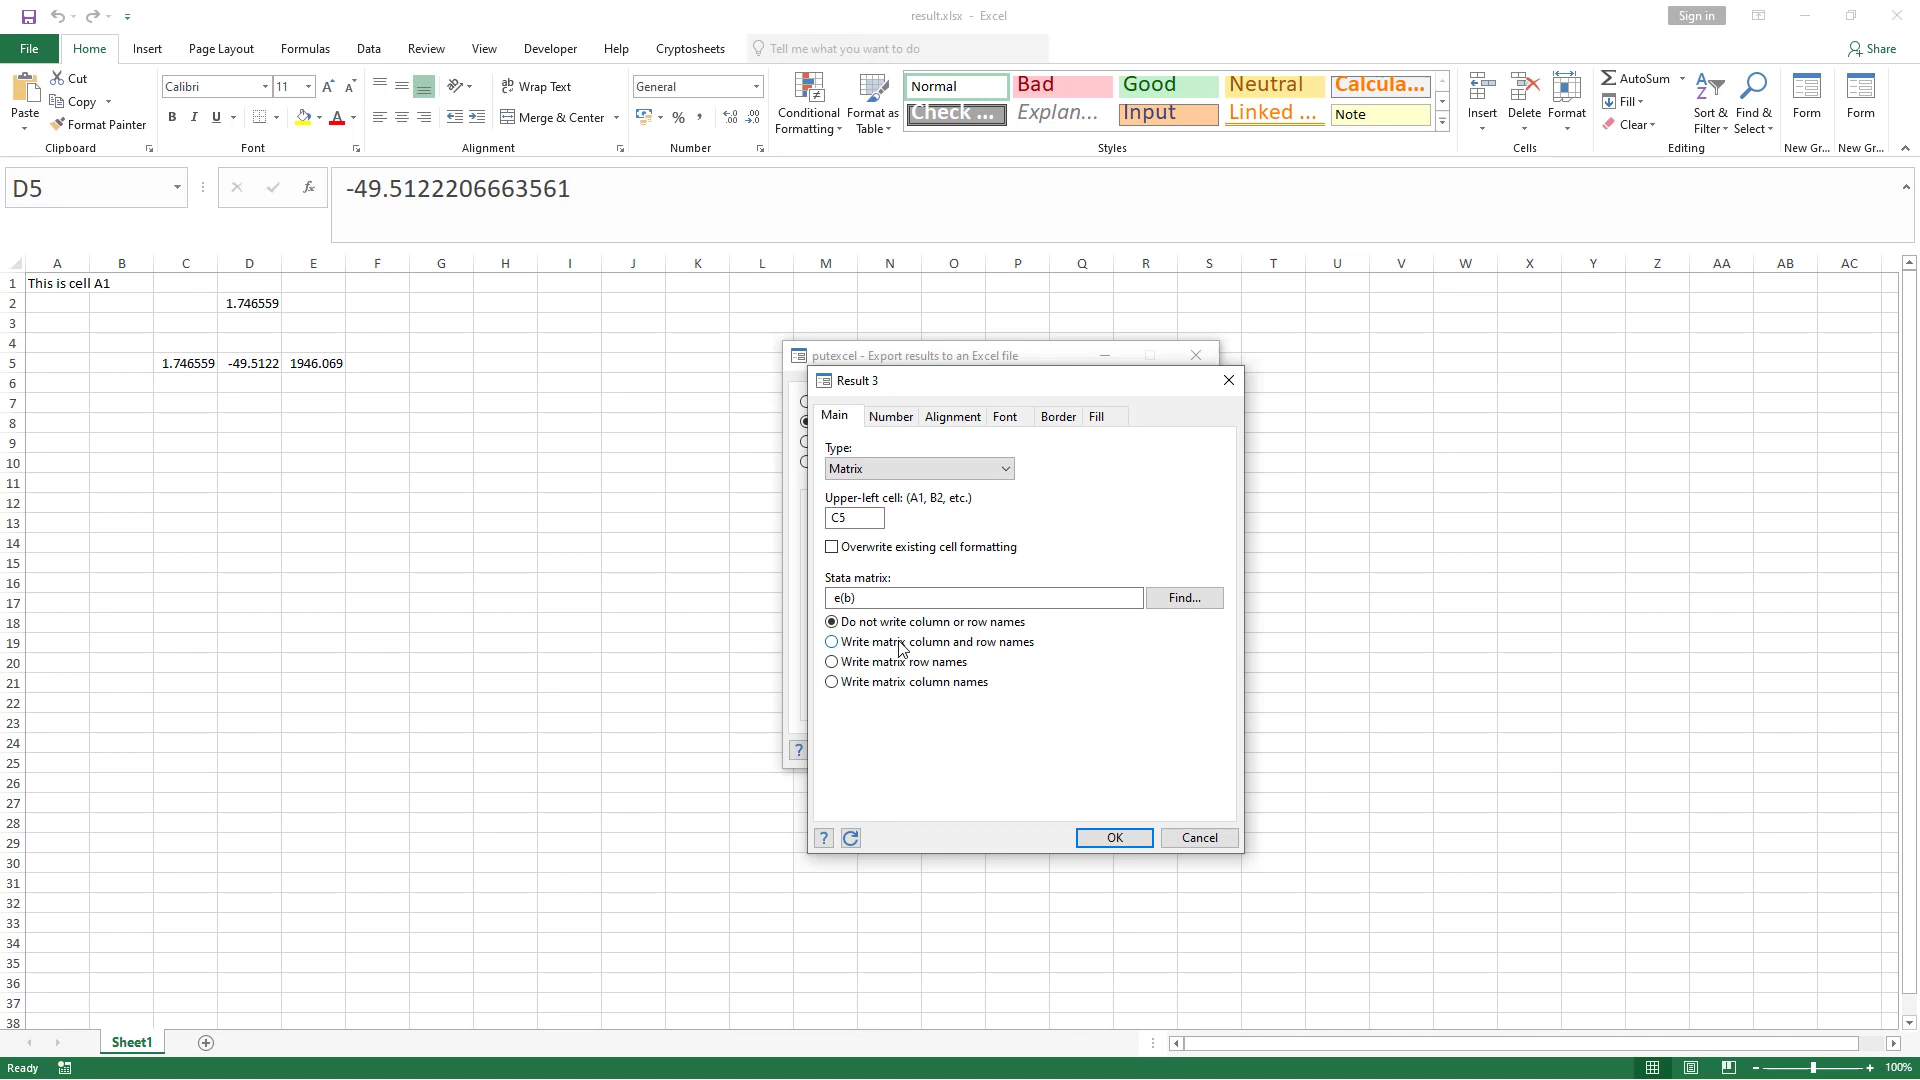 result.xlsx - Excel
Sign in
File Home Insert Page Layout Formulas Data Review View Developer Help Cryptosheets Tell me what you want to do Share
Paste Cut Copy Format Painter Clipboard
Calibri 11 A A B I U A Font
Wrap Text Merge & Center Alignment
General % , Number
Conditional Formatting Format as Table
Normal Bad Good Neutral Calcula...
Check ... Explan... Input Linked ... Note
Styles
Insert Delete Format Cells
AutoSum Fill Clear Sort & Filter Find & Select Editing
Form New Gr... Form New Gr...
D5 fx -49.5122206663561
A B C D E F G H I J K L M N O P Q R S T U V W X Y Z AA AB AC
1 This is cell A1
2 1.746559
3
4
5 1.746559 -49.5122 1946.069
6
7
8
9
10
11
12
13
14
15
16
17
18
19
20
21
22
23
24
25
26
27
28
29
30
31
32
33
34
35
36
37
38
putexcel - Export results to an Excel file
?
Result 3
Main Number Alignment Font Border Fill
Type:
Matrix
Upper-left cell: (A1, B2, etc.)
C5
Overwrite existing cell formatting
Stata matrix:
e(b) Find...
Do not write column or row names
Write matrix column and row names
Write matrix row names
Write matrix column names
? OK Cancel
Sheet1
Ready 100%